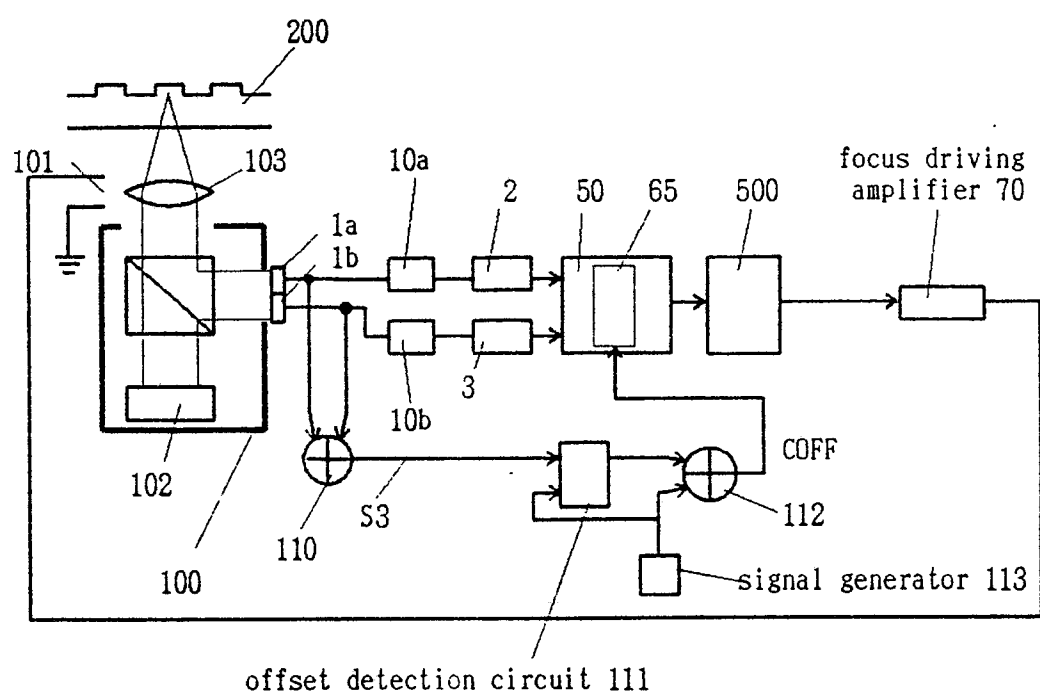 200
101
103
10a
2
50
65
500
focus driving
amplifier 70
1a
1b
10b
3
102
110
S3
COFF
112
100
signal generator 113
offset detection circuit 111